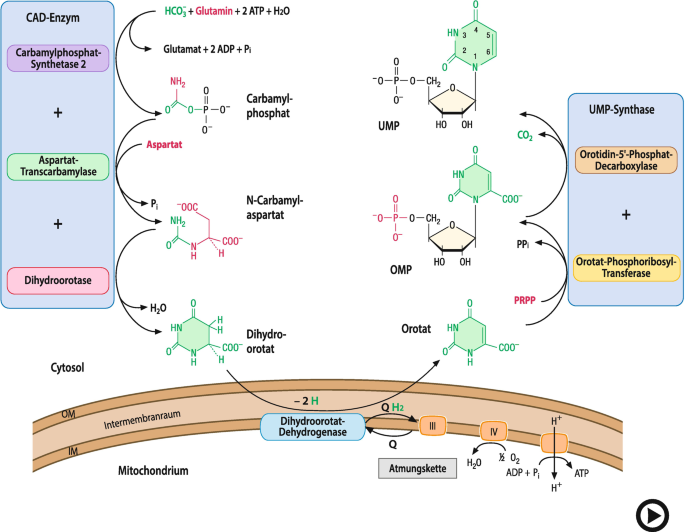 CAD-Enzym
Carbamylphosphat-
Synthetase 2
+
Aspartat-
Transcarbamylase
+
Dihydroorotase
HCO₃⁻ + Glutamin + 2 ATP + H₂O
Glutamat + 2 ADP + Pᵢ
NH₂
O
O
O
P
O⁻
O⁻
Carbamyl-
phosphat
Aspartat
Pᵢ
N-Carbamyl-
aspartat
COO⁻
NH₂
O
N
H
H
COO⁻
H₂O
O
HN
H
H
O
N
H
H
COO⁻
Dihydro-
orotat
O
HN
3
4
5
2
1
6
O
N
O
⁻O
P
O
CH₂
O
O⁻
HO
OH
UMP
CO₂
O
HN
O
N
COO⁻
O
⁻O
P
O
CH₂
O
O⁻
HO
OH
OMP
PPᵢ
PRPP
Orotat
O
HN
O
N
H
COO⁻
UMP-Synthase
Orotidin-5'-Phosphat-
Decarboxylase
+
Orotat-Phosphoribosyl-
Transferase
Cytosol
– 2 H
OM
Intermembranraum
IM
Mitochondrium
Dihydroorotat-
Dehydrogenase
Q H₂
Q
III
IV
H₂O
½ O₂
Atmungskette
H⁺
ADP + Pᵢ
ATP
H⁺